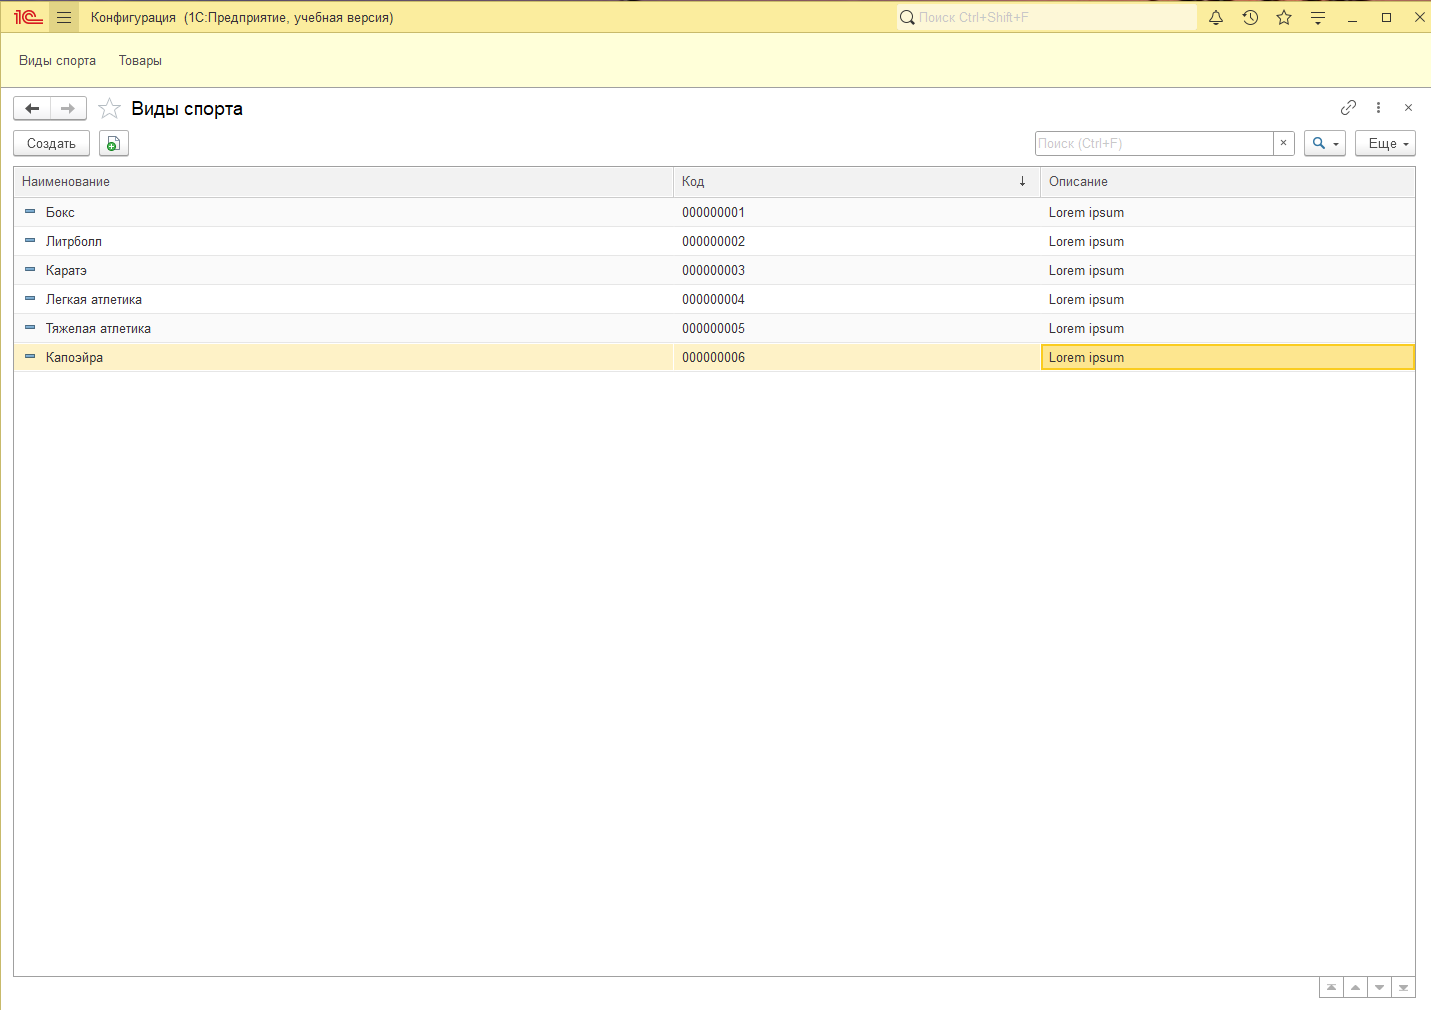 1С Конфигурация (1С:Предприятие, учебная версия) Поиск Ctrl+Shift+F
Виды спорта Товары
Виды спорта
Создать Поиск (Ctrl+F) × Еще
Наименование Код ↓ Описание
Бокс 000000001 Lorem ipsum
Литрболл 000000002 Lorem ipsum
Каратэ 000000003 Lorem ipsum
Легкая атлетика 000000004 Lorem ipsum
Тяжелая атлетика 000000005 Lorem ipsum
Капоэйра 000000006 Lorem ipsum